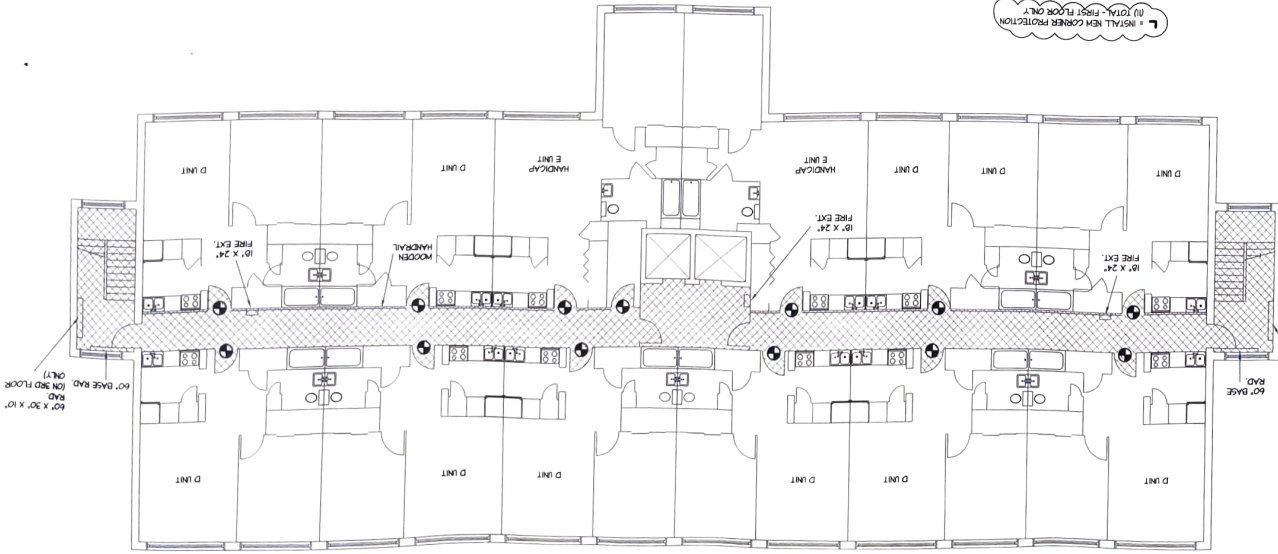 D UNIT
D UNIT
D UNIT
D UNIT
D UNIT
D UNIT
60" BASE
RAD.
60" BASE RAD.
60" X 30" X 10"
RAD
(ON 3RD FLOOR
ONLY)
18" X 24"
FIRE EXT.
18" X 24"
FIRE EXT.
WOODEN
HANDRAIL
18" X 24"
FIRE EXT.
D UNIT
D UNIT
D UNIT
HANDICAP
E UNIT
HANDICAP
E UNIT
D UNIT
D UNIT
L = INSTALL NEW CORNER PROTECTION
(11) TOTAL - FIRST FLOOR ONLY